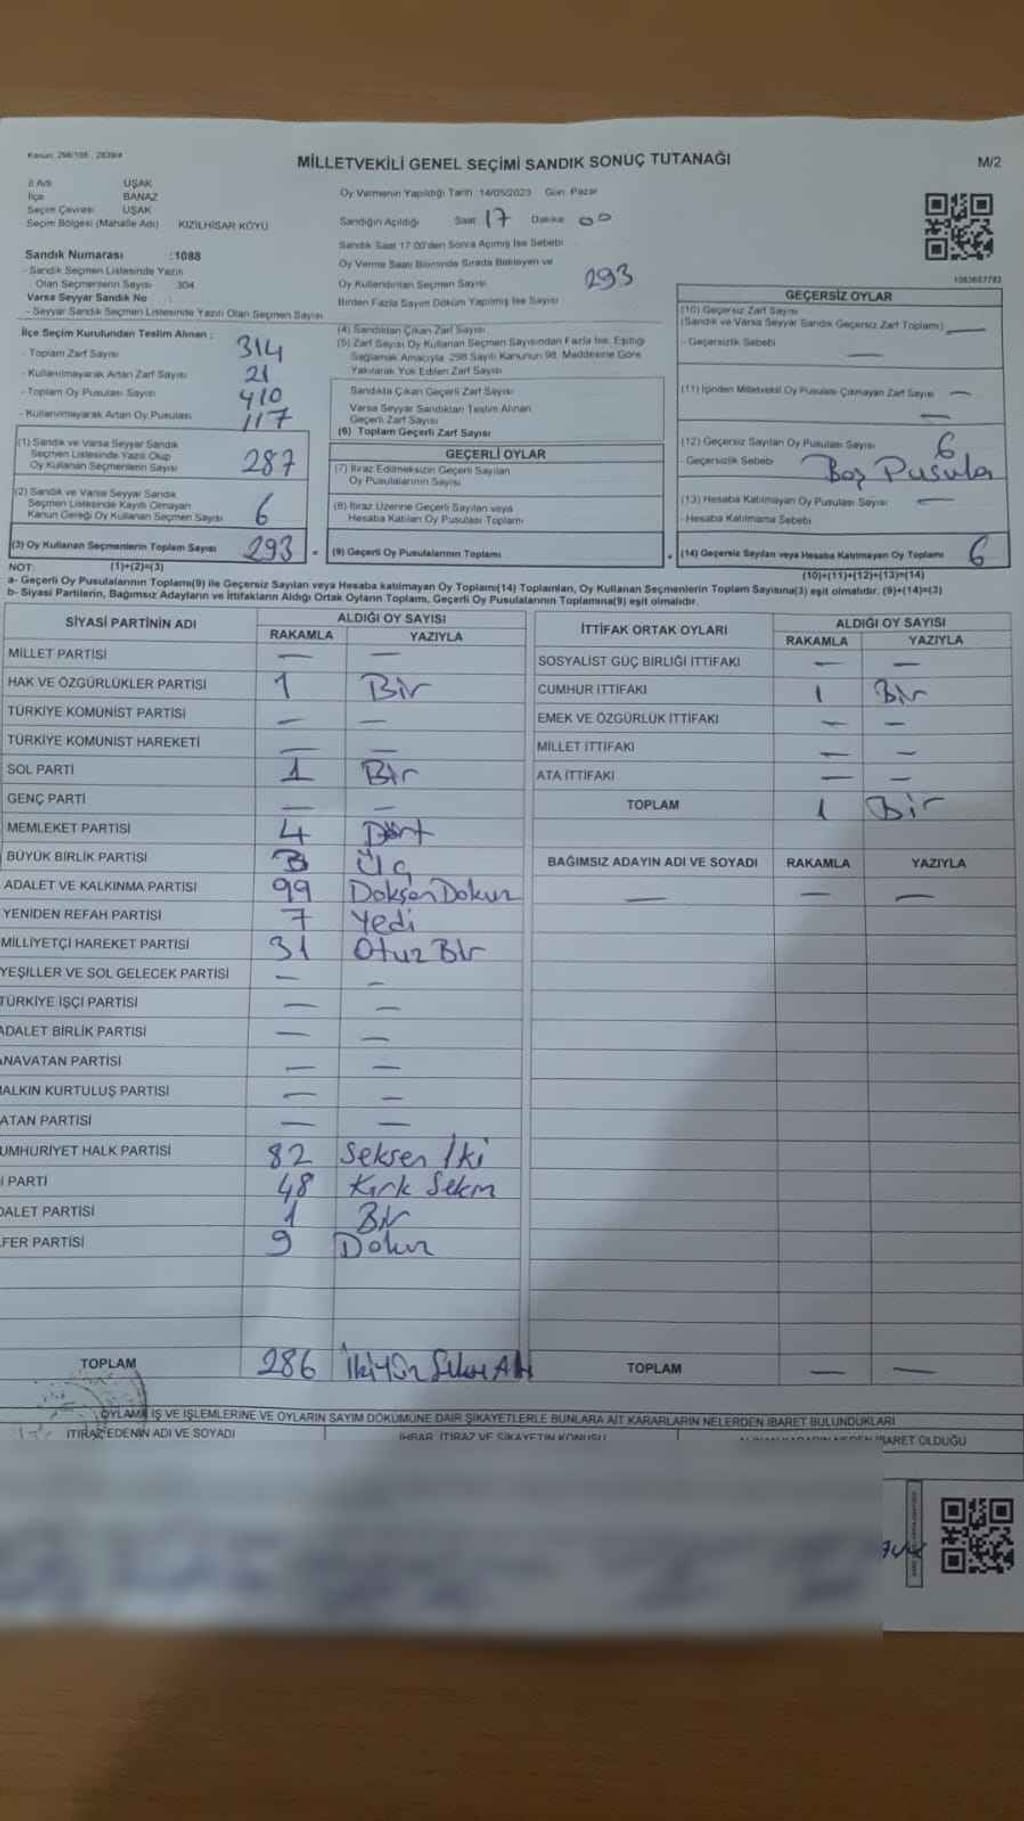 Kanun: 298/105 , 2839/4
MİLLETVEKİLİ GENEL SEÇİMİ SANDIK SONUÇ TUTANAĞI
M/2
İl Adı UŞAK
İlçe BANAZ
Seçim Çevresi UŞAK
Seçim Bölgesi (Mahalle Adı) KIZILHİSAR KÖYÜ
Oy Vermenin Yapıldığı Tarih: 14/05/2023 Gün: Pazar
Sandığın Açıldığı Saat 17 Dakika 00
Sandık Saat 17:00'den Sonra Açılmış İse Sebebi
Sandık Numarası :1088
- Sandık Seçmen Listesinde Yazılı
Olan Seçmenlerin Sayısı 304
Varsa Seyyar Sandık No :
- Seyyar Sandık Seçmen Listesinde Yazılı Olan Seçmen Sayısı
Oy Verme Saati Bitiminde Sırada Bekleyen ve
Oy Kullandırılan Seçmen Sayısı 293
Birden Fazla Sayım Döküm Yapılmış İse Sayısı
İlçe Seçim Kurulundan Teslim Alınan :
- Toplam Zarf Sayısı 314
- Kullanılmayarak Artan Zarf Sayısı 21
- Toplam Oy Pusulası Sayısı 410
- Kullanılmayarak Artan Oy Pusulası 117
(1) Sandık ve Varsa Seyyar Sandık
Seçmen Listesinde Yazılı Olup
Oy Kullanan Seçmenlerin Sayısı 287
(2) Sandık ve Varsa Seyyar Sandık
Seçmen Listesinde Kayıtlı Olmayan
Kanun Gereği Oy Kullanan Seçmen Sayısı 6
(3) Oy Kullanan Seçmenlerin Toplam Sayısı 293 =
(4) Sandıktan Çıkan Zarf Sayısı
(5) Zarf Sayısı Oy Kullanan Seçmen Sayısından Fazla İse, Eşitliği
Sağlamak Amacıyla 298 Sayılı Kanunun 98. Maddesine Göre
Yakılarak Yok Edilen Zarf Sayısı
Sandıkta Çıkan Geçerli Zarf Sayısı
Varsa Seyyar Sandıktan Teslim Alınan
Geçerli Zarf Sayısı
(6) Toplam Geçerli Zarf Sayısı
GEÇERLİ OYLAR
(7) İtiraz Edilmeksizin Geçerli Sayılan
Oy Pusulalarının Sayısı
(8) İtiraz Üzerine Geçerli Sayılan veya
Hesaba Katılan Oy Pusulası Toplamı
(9) Geçerli Oy Pusulalarının Toplamı
GEÇERSİZ OYLAR
(10) Geçersiz Zarf Sayısı
(Sandık ve Varsa Seyyar Sandık Geçersiz Zarf Toplamı) —
- Geçersizlik Sebebi —
(11) İçinden Milletvekili Oy Pusulası Çıkmayan Zarf Sayısı —
—
(12) Geçersiz Sayılan Oy Pusulası Sayısı 6
- Geçersizlik Sebebi Boş Pusula
(13) Hesaba Katılmayan Oy Pusulası Sayısı —
- Hesaba Katılmama Sebebi
+ (14) Geçersiz Sayılan veya Hesaba Katılmayan Oy Toplamı 6
NOT: (1)+(2)=(3) (10)+(11)+(12)+(13)=(14)
a- Geçerli Oy Pusulalarının Toplamı(9) ile Geçersiz Sayılan veya Hesaba katılmayan Oy Toplamı(14) Toplamları, Oy Kullanan Seçmenlerin Toplam Sayısına(3) eşit olmalıdır. (9)+(14)=(3)
b- Siyasi Partilerin, Bağımsız Adayların ve İttifakların Aldığı Ortak Oyların Toplamı, Geçerli Oy Pusulalarının Toplamına(9) eşit olmalıdır.
SİYASİ PARTİNİN ADI ALDIĞI OY SAYISI
RAKAMLA YAZIYLA
MİLLET PARTİSİ — —
HAK VE ÖZGÜRLÜKLER PARTİSİ 1 Bir
TÜRKİYE KOMÜNİST PARTİSİ — —
TÜRKİYE KOMÜNİST HAREKETİ — —
SOL PARTİ 1 Bir
GENÇ PARTİ — —
MEMLEKET PARTİSİ 4 Dört
BÜYÜK BİRLİK PARTİSİ 3 Üç
ADALET VE KALKINMA PARTİSİ 99 Doksan Dokuz
YENİDEN REFAH PARTİSİ 7 Yedi
MİLLİYETÇİ HAREKET PARTİSİ 31 Otuz Bir
YEŞİLLER VE SOL GELECEK PARTİSİ — —
TÜRKİYE İŞÇİ PARTİSİ — —
ADALET BİRLİK PARTİSİ — —
ANAVATAN PARTİSİ — —
HALKIN KURTULUŞ PARTİSİ — —
ATAN PARTİSİ — —
UMHURİYET HALK PARTİSİ 82 Seksen İki
İ PARTİ 48 Kırk Sekiz
DALET PARTİSİ 1 Bir
FER PARTİSİ 9 Dokuz
TOPLAM 286 İkiYüz Seksen Altı
İTTİFAK ORTAK OYLARI ALDIĞI OY SAYISI
RAKAMLA YAZIYLA
SOSYALİST GÜÇ BİRLİĞİ İTTİFAKI — —
CUMHUR İTTİFAKI 1 Bir
EMEK VE ÖZGÜRLÜK İTTİFAKI — —
MİLLET İTTİFAKI — —
ATA İTTİFAKI — —
TOPLAM 1 Bir
BAĞIMSIZ ADAYIN ADI VE SOYADI RAKAMLA YAZIYLA
— — —
TOPLAM — —
OYLAMA İŞ VE İŞLEMLERİNE VE OYLARIN SAYIM DÖKÜMÜNE DAİR ŞİKAYETLERLE BUNLARA AİT KARARLARIN NELERDEN İBARET BULUNDUKLARI
İTİRAZ EDENİN ADI VE SOYADI
İHBAR, İTİRAZ VE ŞİKAYETİN KONUSU
İBARET OLDUĞU